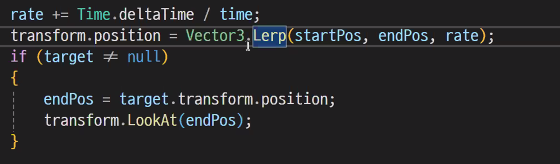 rate += Time.deltaTime / time;
transform.position = Vector3.Lerp(startPos, endPos, rate);
if (target ≠ null)
{
endPos = target.transform.position;
transform.LookAt(endPos);
}